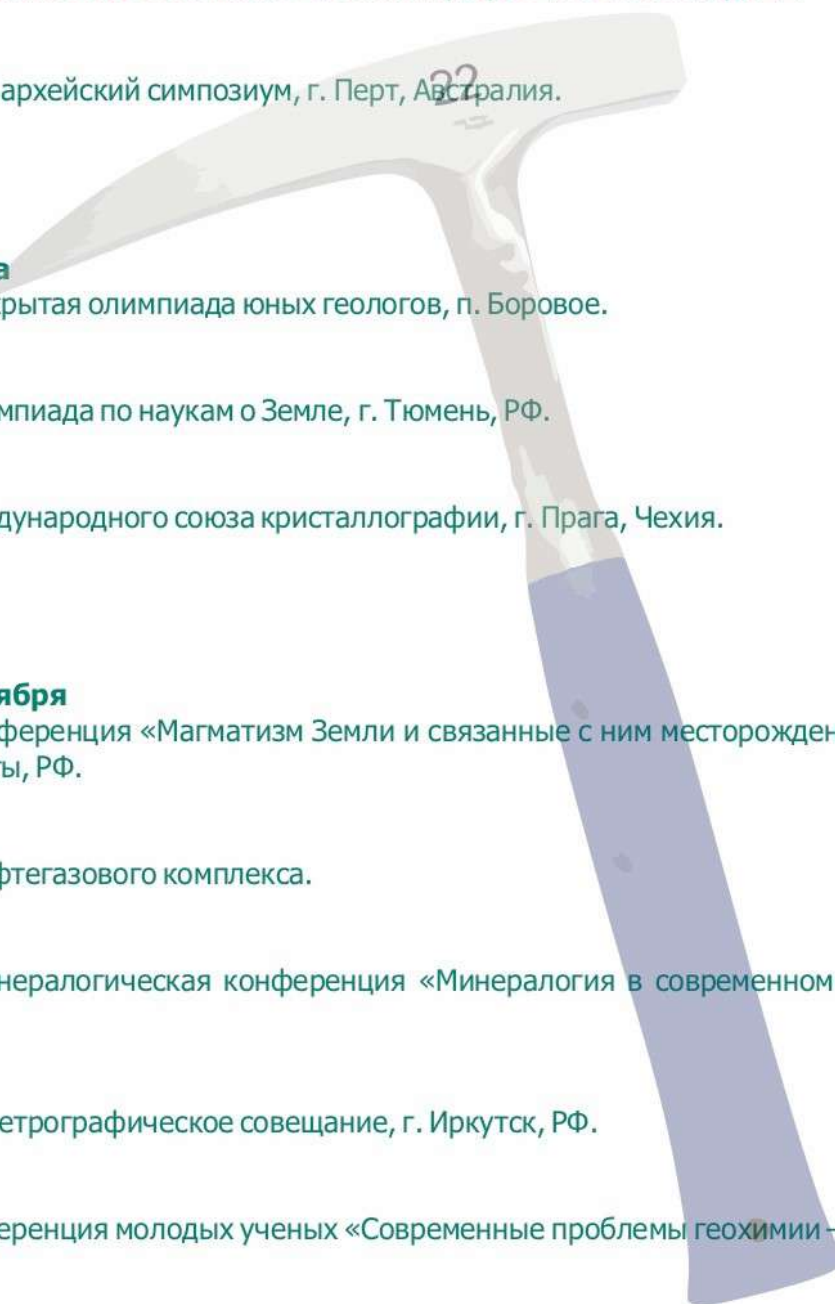 архейский симпозиум, г. Перт, Австралия.
22
а
крытая олимпиада юных геологов, п. Боровое.
мпиада по наукам о Земле, г. Тюмень, РФ.
дународного союза кристаллографии, г. Прага, Чехия.
ября
ференция «Магматизм Земли и связанные с ним месторожден
ты, РФ.
фтегазового комплекса.
нералогическая конференция «Минералогия в современном
етрографическое совещание, г. Иркутск, РФ.
еренция молодых ученых «Современные проблемы геохимии –